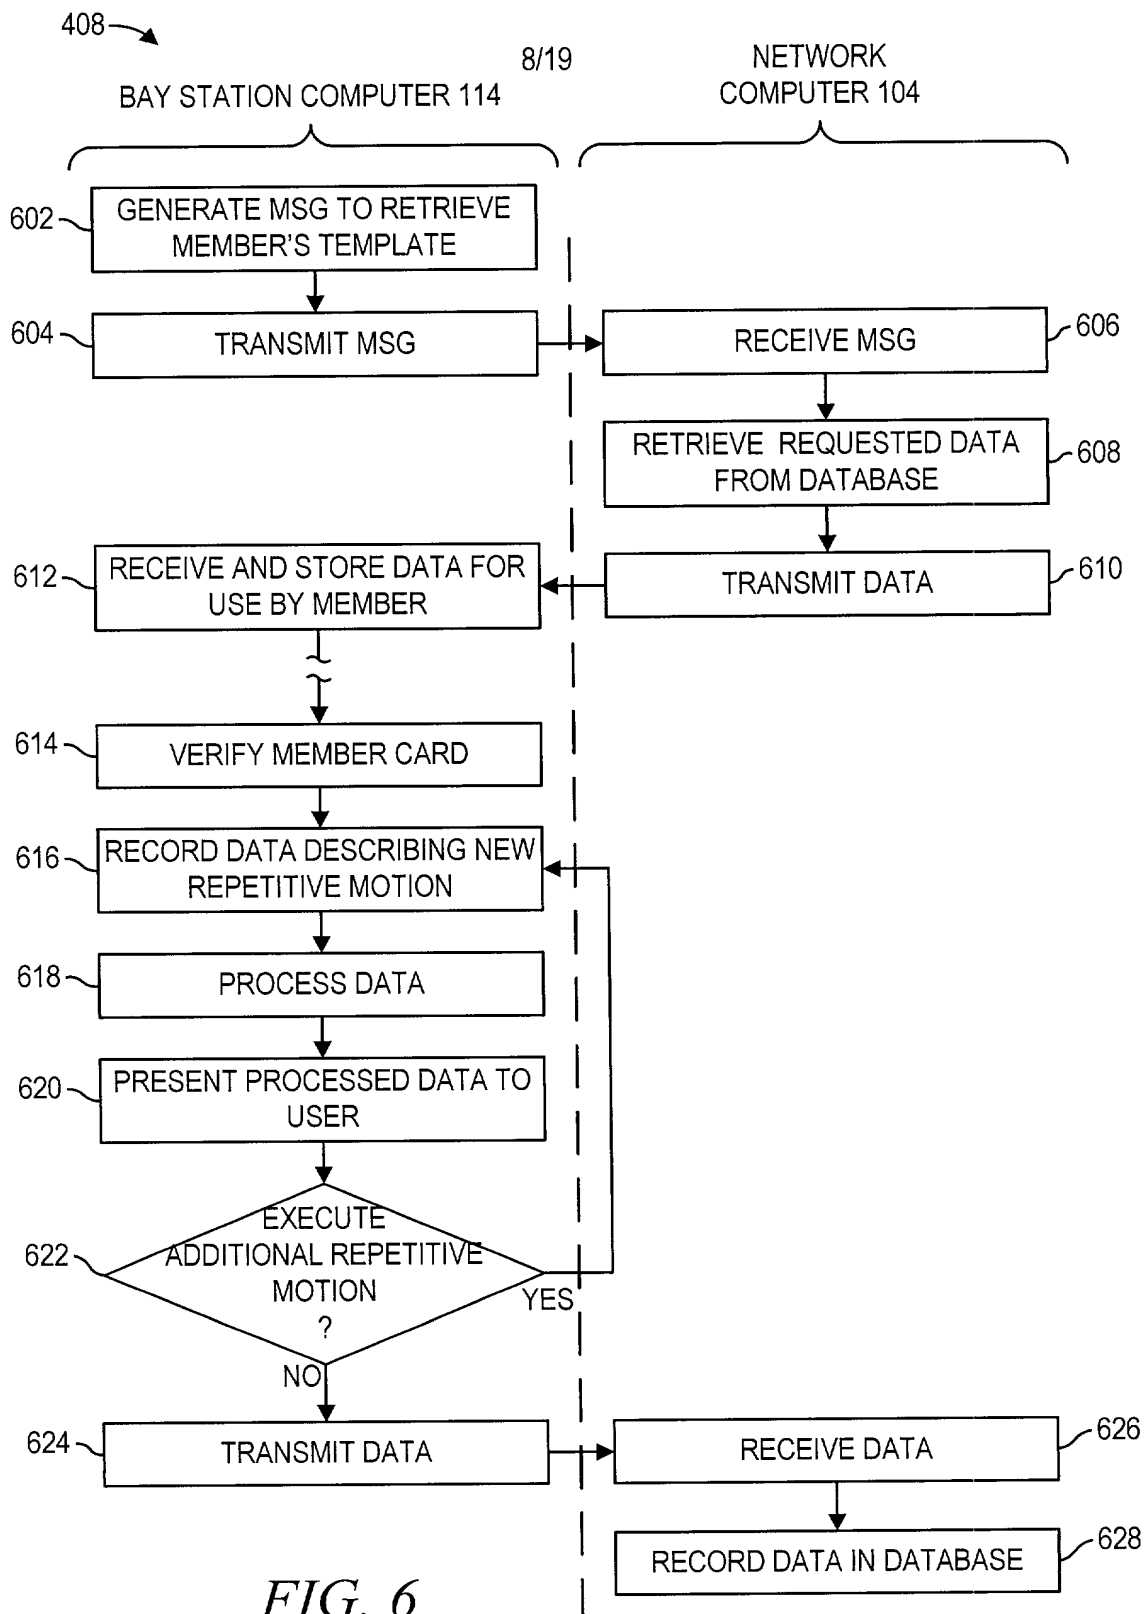 408
8/19
BAY STATION COMPUTER 114
NETWORK
COMPUTER 104
602
GENERATE MSG TO RETRIEVE
MEMBER'S TEMPLATE
604
TRANSMIT MSG
RECEIVE MSG
606
RETRIEVE REQUESTED DATA
FROM DATABASE
608
612
RECEIVE AND STORE DATA FOR
USE BY MEMBER
TRANSMIT DATA
610
614
VERIFY MEMBER CARD
616
RECORD DATA DESCRIBING NEW
REPETITIVE MOTION
618
PROCESS DATA
620
PRESENT PROCESSED DATA TO
USER
622
EXECUTE
ADDITIONAL REPETITIVE
MOTION
?
YES
NO
624
TRANSMIT DATA
RECEIVE DATA
626
RECORD DATA IN DATABASE
628
FIG. 6